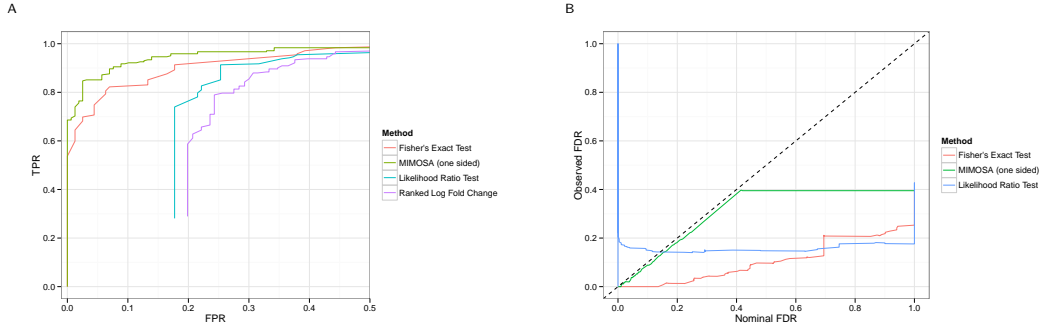 A
1.0
0.8
0.6
0.4
0.2
0.0
TPR
0.0 0.1 0.2 0.3 0.4 0.5
FPR
Method
Fisher's Exact Test
MIMOSA (one sided)
Likelihood Ratio Test
Ranked Log Fold Change
B
1.0
0.8
0.6
0.4
0.2
0.0
Observed FDR
0.0 0.2 0.4 0.6 0.8 1.0
Nominal FDR
Method
Fisher's Exact Test
MIMOSA (one sided)
Likelihood Ratio Test